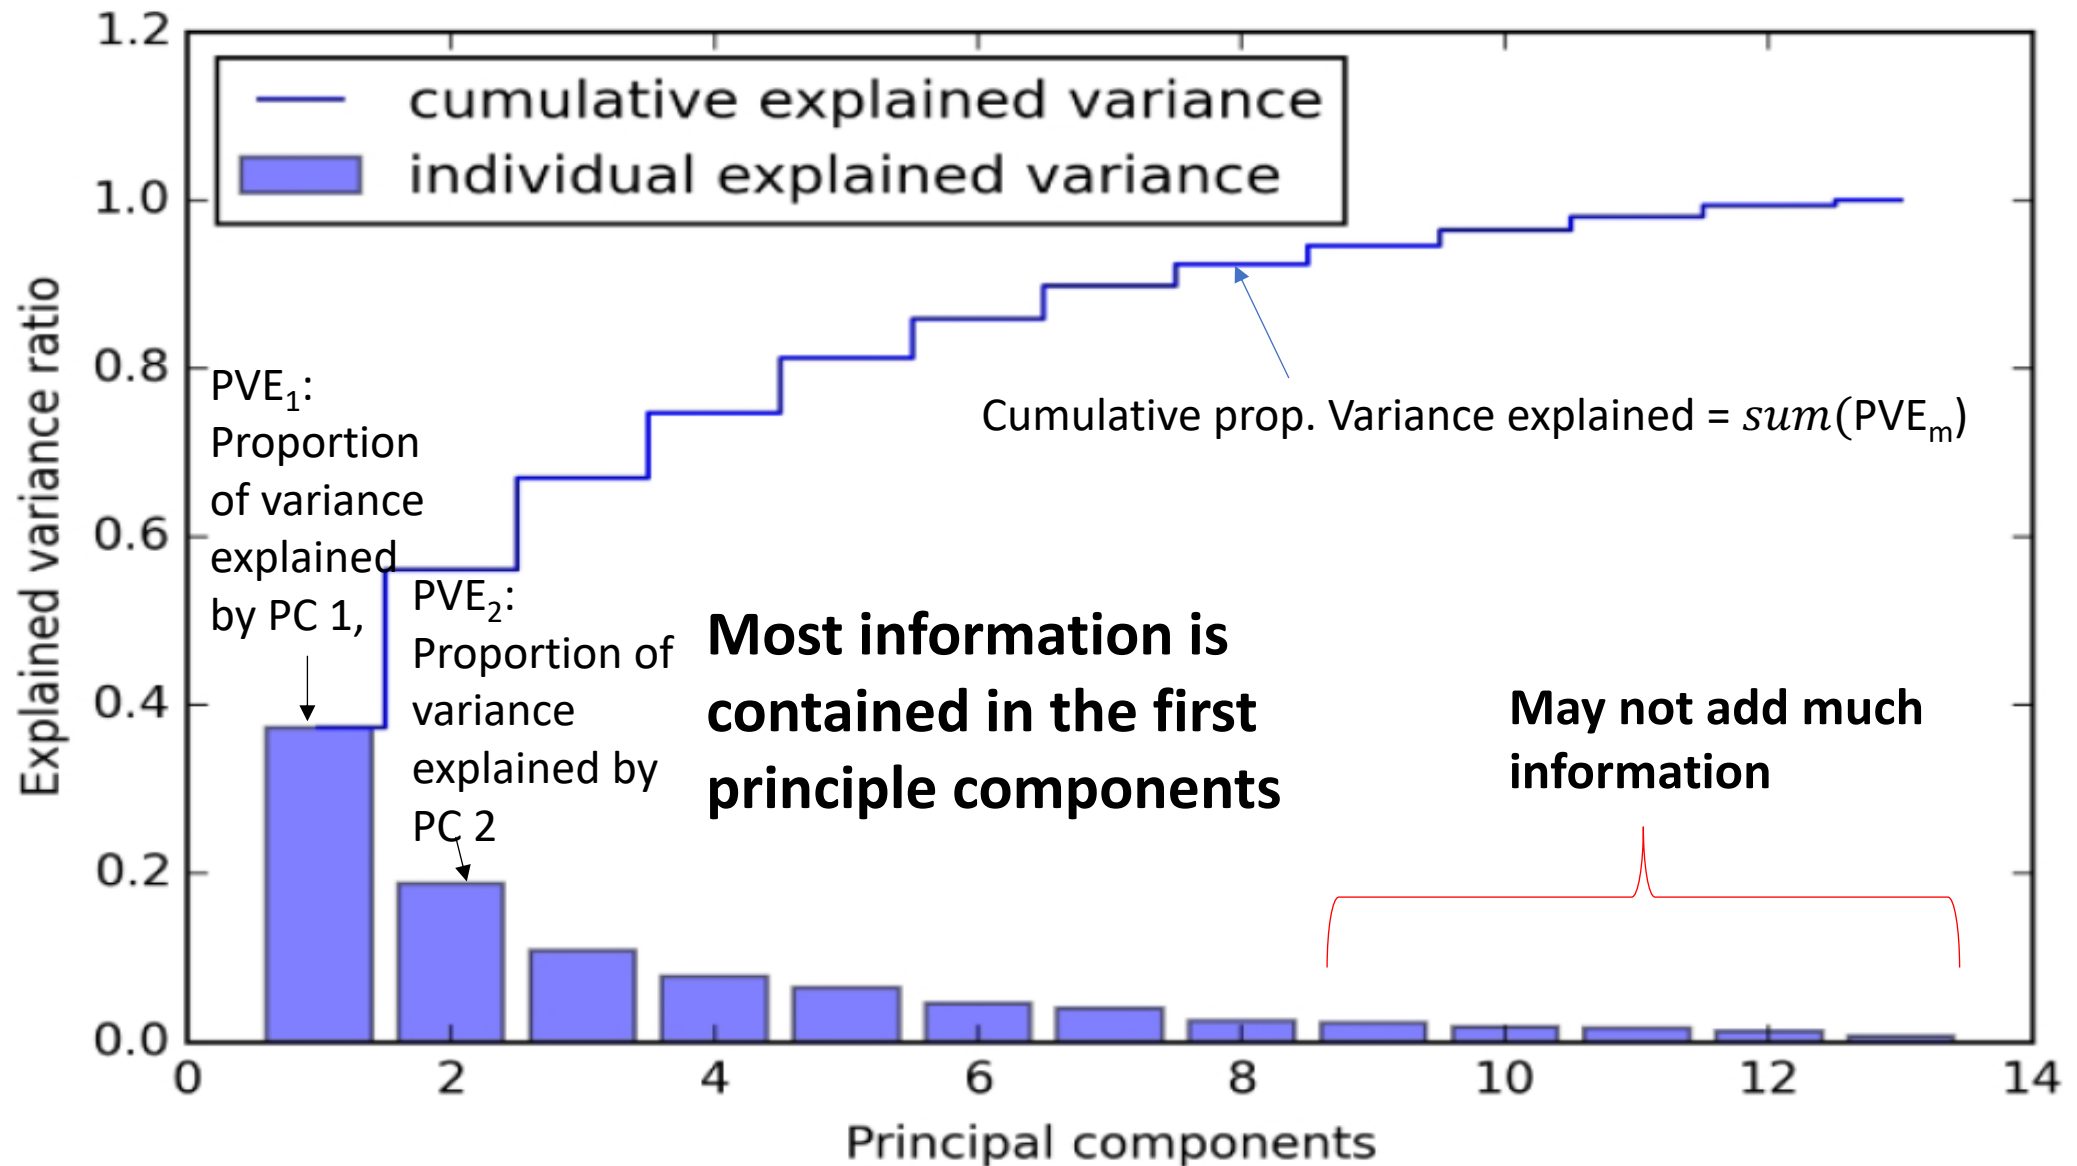 1.2
1.0
0.8
0.6
0.4
0.2
0.0
Explained variance ratio
cumulative explained variance
individual explained variance
PVE1:
Proportion
of variance
explained
by PC 1,
PVE2:
Proportion of
variance
explained by
PC 2
Cumulative prop. Variance explained = sum(PVEm)
Most information is
contained in the first
principle components
May not add much
information
0 2 4 6 8 10 12 14
Principal components